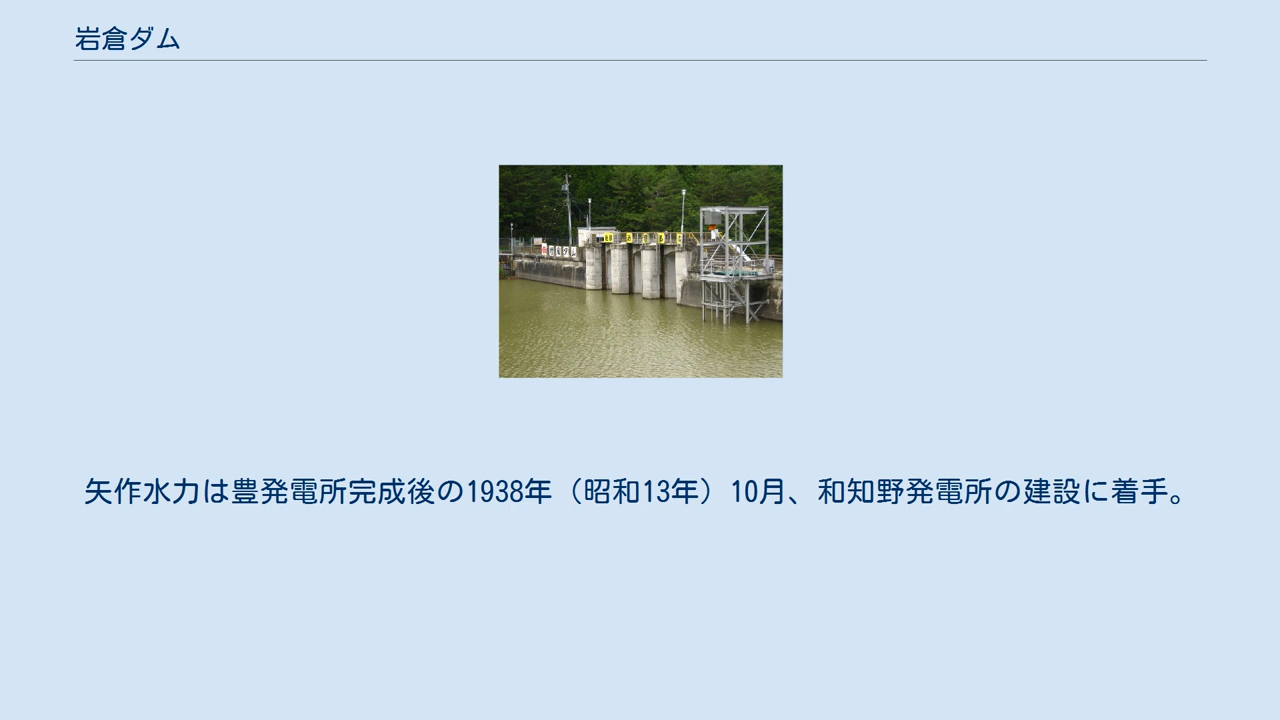 岩倉ダム
矢作水力は豊発電所完成後の1938年（昭和13年）10月、和知野発電所の建設に着手。